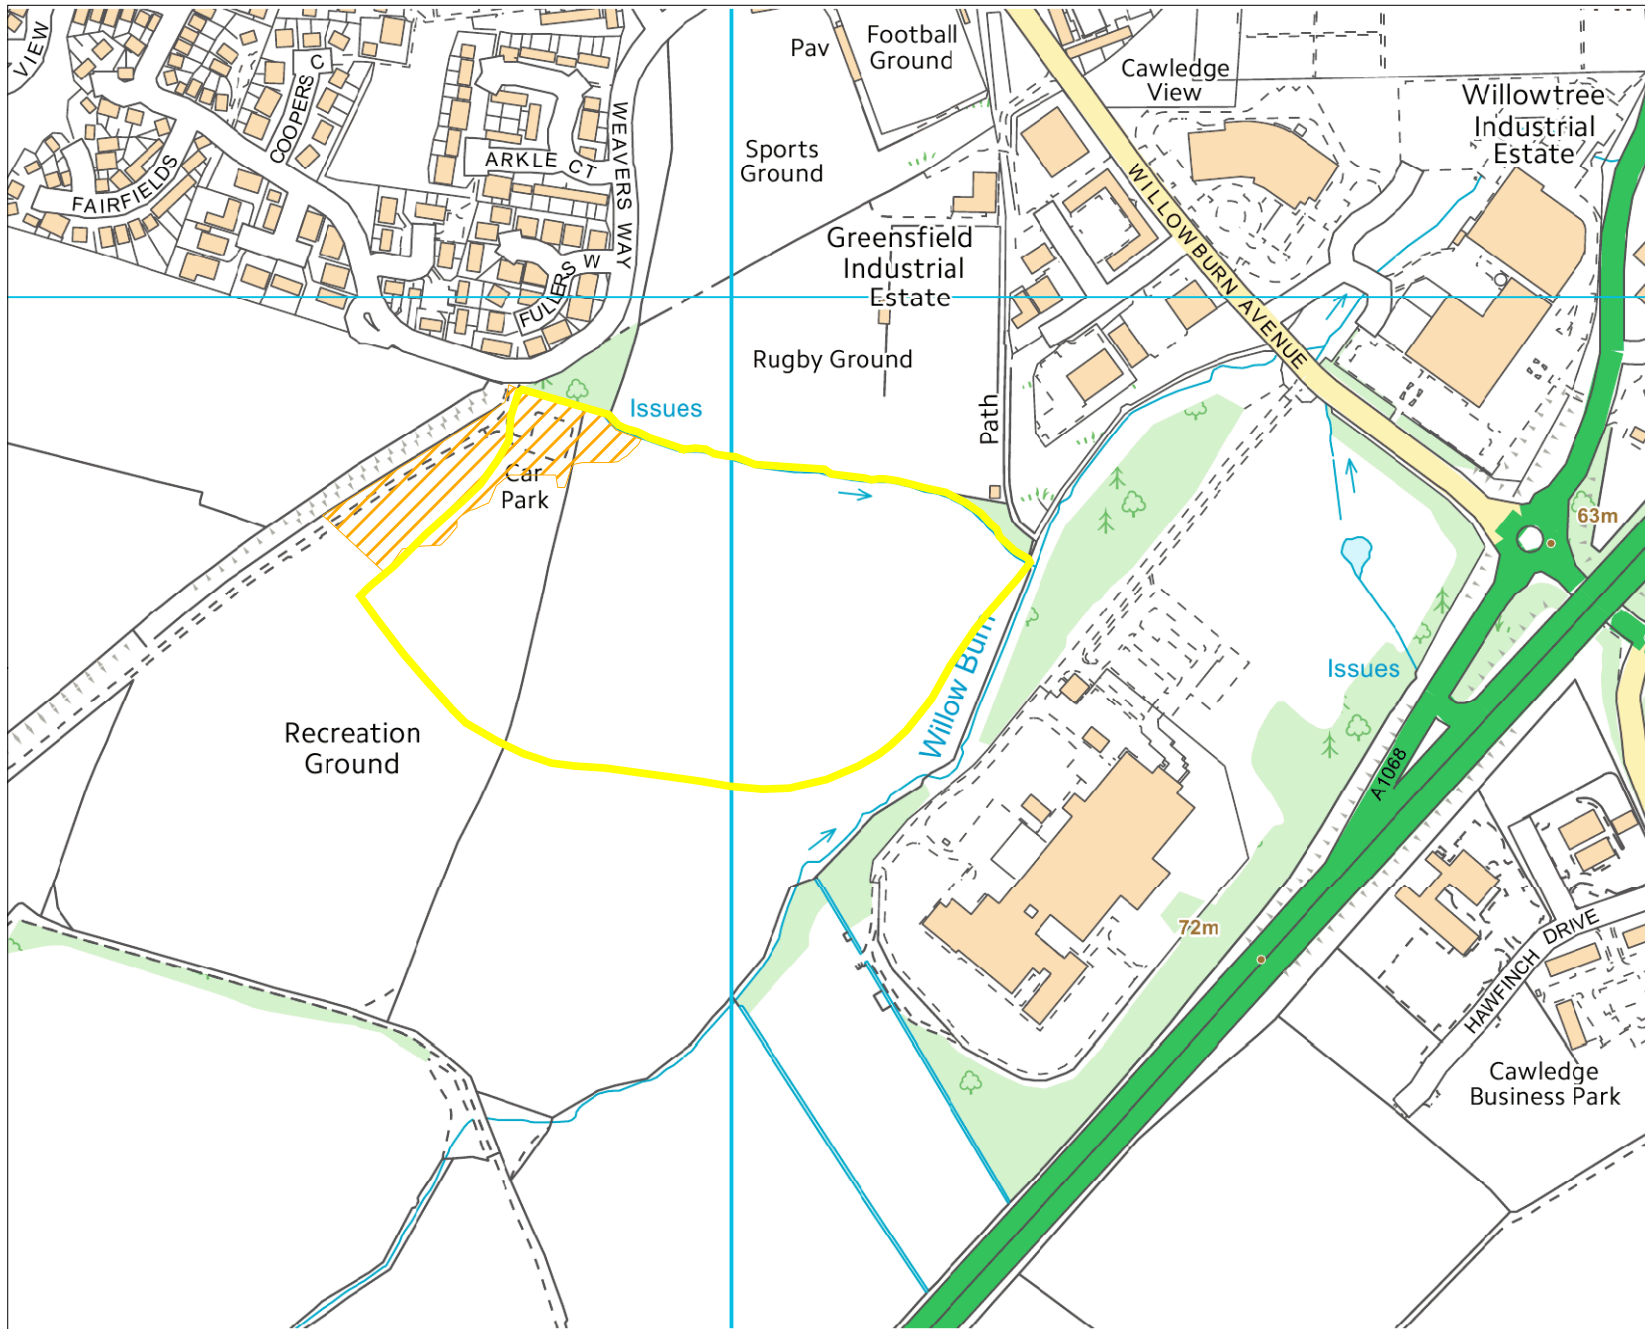 VIEW
COOPERS C
FAIRFIELDS
ARKLE CT
WEAVERS WAY
FULLERS W
Pav
Football
Ground
Sports
Ground
Cawledge
View
Willowtree
Industrial
Estate
WILLOWBURN AVENUE
Greensfield
Industrial
Estate
Rugby Ground
Path
Issues
Car
Park
63m
Willow Burn
Issues
Recreation
Ground
A1068
72m
HAWFINCH DRIVE
Cawledge
Business Park